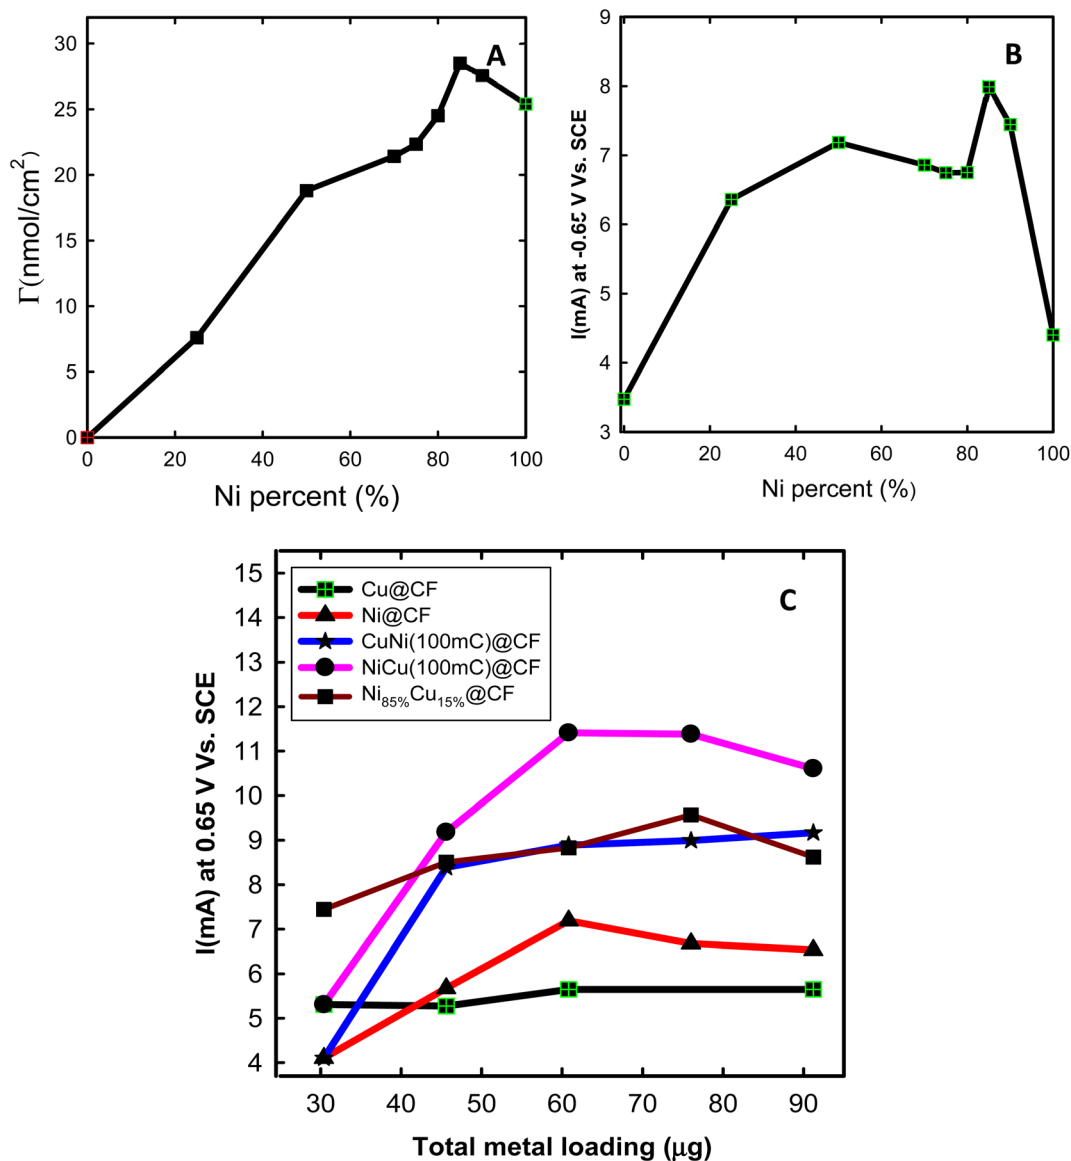 A
30
25
20
15
10
5
0
Γ(nmol/cm²)
0 20 40 60 80 100
Ni percent (%)
B
9
8
7
6
5
4
3
I(mA) at -0.65 V Vs. SCE
0 20 40 60 80 100
Ni percent (%)
C
15
14
13
12
11
10
9
8
7
6
5
4
I(mA) at 0.65 V Vs. SCE
Cu@CF
Ni@CF
CuNi(100mC)@CF
NiCu(100mC)@CF
Ni85%Cu15%@CF
30 40 50 60 70 80 90
Total metal loading (μg)